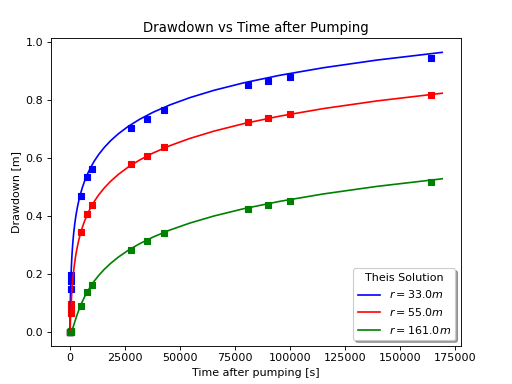 Drawdown vs Time after Pumping
Drawdown [m]
1.0
0.8
0.6
0.4
0.2
0.0
0
25000
50000
75000
100000
125000
150000
175000
Time after pumping [s]
Theis Solution
r = 33.0m
r = 55.0m
r = 161.0m